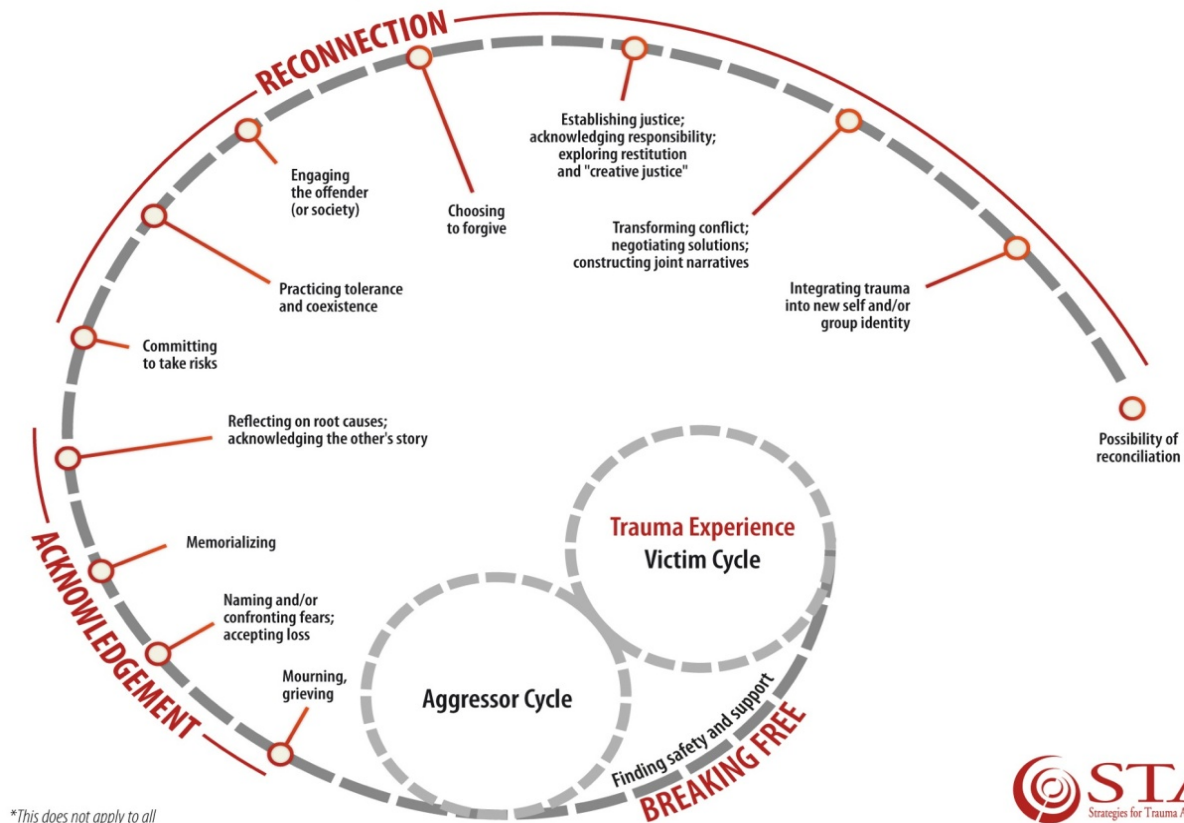 RECONNECTION
Establishing justice;
acknowledging responsibility;
exploring restitution
and "creative justice"
Engaging
the offender
(or society)
Choosing
to forgive
Transforming conflict;
negotiating solutions;
constructing joint narratives
Practicing tolerance
and coexistence
Integrating trauma
into new self and/or
group identity
Committing
to take risks
Reflecting on root causes;
acknowledging the other's story
Possibility of
reconciliation
Trauma Experience
Victim Cycle
ACKNOWLEDGEMENT
Memorializing
Naming and/or
confronting fears;
accepting loss
Mourning,
grieving
Aggressor Cycle
Finding safety and support
BREAKING FREE
*This does not apply to all
STA
Strategies for Trauma A